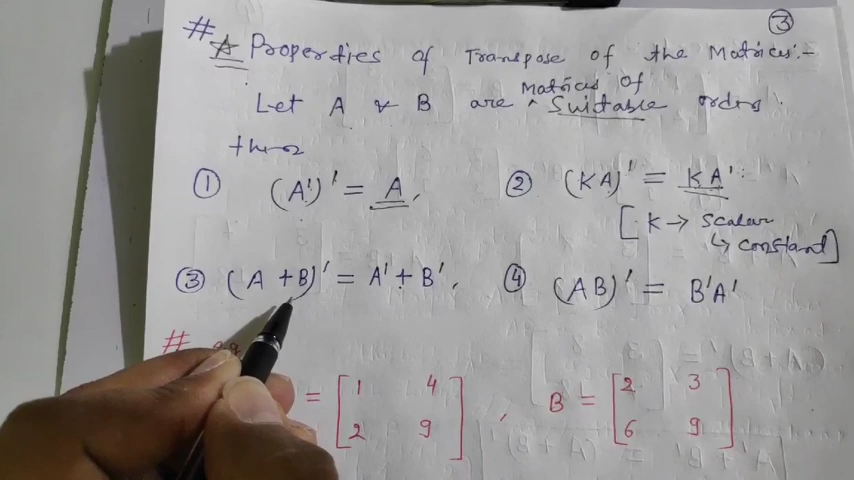 ③
# A Properties of Transpose of the Matrices:-
Matrices of
Let A & B are ^ Suitable orders
then
① (A')' = A, ② (KA)' = KA'.
[K → Scalar
↳ constant]
③ (A + B)' = A' + B', ④ (AB)' = B'A'
#
= [1 4 , B = [2 3
2 9] 6 9]